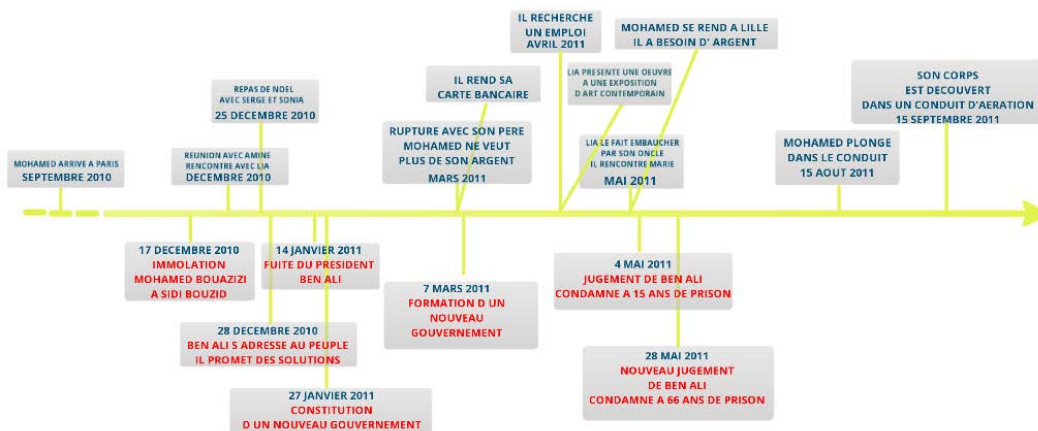 MOHAMED ARRIVE A PARIS
SEPTEMBRE 2010
REUNION AVEC AMINE
RENCONTRE AVEC LIA
DECEMBRE 2010
REPAS DE NOEL
AVEC SERGE ET SONIA
25 DECEMBRE 2010
IL REND SA
CARTE BANCAIRE
RUPTURE AVEC SON PERE
MOHAMED NE VEUT
PLUS DE SON ARGENT
MARS 2011
IL RECHERCHE
UN EMPLOI
AVRIL 2011
LIA PRESENTE UNE OEUVRE
A UNE EXPOSITION
D ART CONTEMPORAIN
MOHAMED SE REND A LILLE
IL A BESOIN D' ARGENT
LIA LE FAIT EMBAUCHER
PAR SON ONCLE
IL RENCONTRE MARIE
MAI 2011
MOHAMED PLONGE
DANS LE CONDUIT
15 AOUT 2011
SON CORPS
EST DECOUVERT
DANS UN CONDUIT D'AERATION
15 SEPTEMBRE 2011
17 DECEMBRE 2010
IMMOLATION
MOHAMED BOUAZIZI
A SIDI BOUZID
28 DECEMBRE 2010
BEN ALI S ADRESSE AU PEUPLE
IL PROMET DES SOLUTIONS
14 JANVIER 2011
FUITE DU PRESIDENT
BEN ALI
27 JANVIER 2011
CONSTITUTION
D UN NOUVEAU GOUVERNEMENT
7 MARS 2011
FORMATION D UN
NOUVEAU
GOUVERNEMENT
4 MAI 2011
JUGEMENT DE BEN ALI
CONDAMNE A 15 ANS DE PRISON
28 MAI 2011
NOUVEAU JUGEMENT
DE BEN ALI
CONDAMNE A 66 ANS DE PRISON